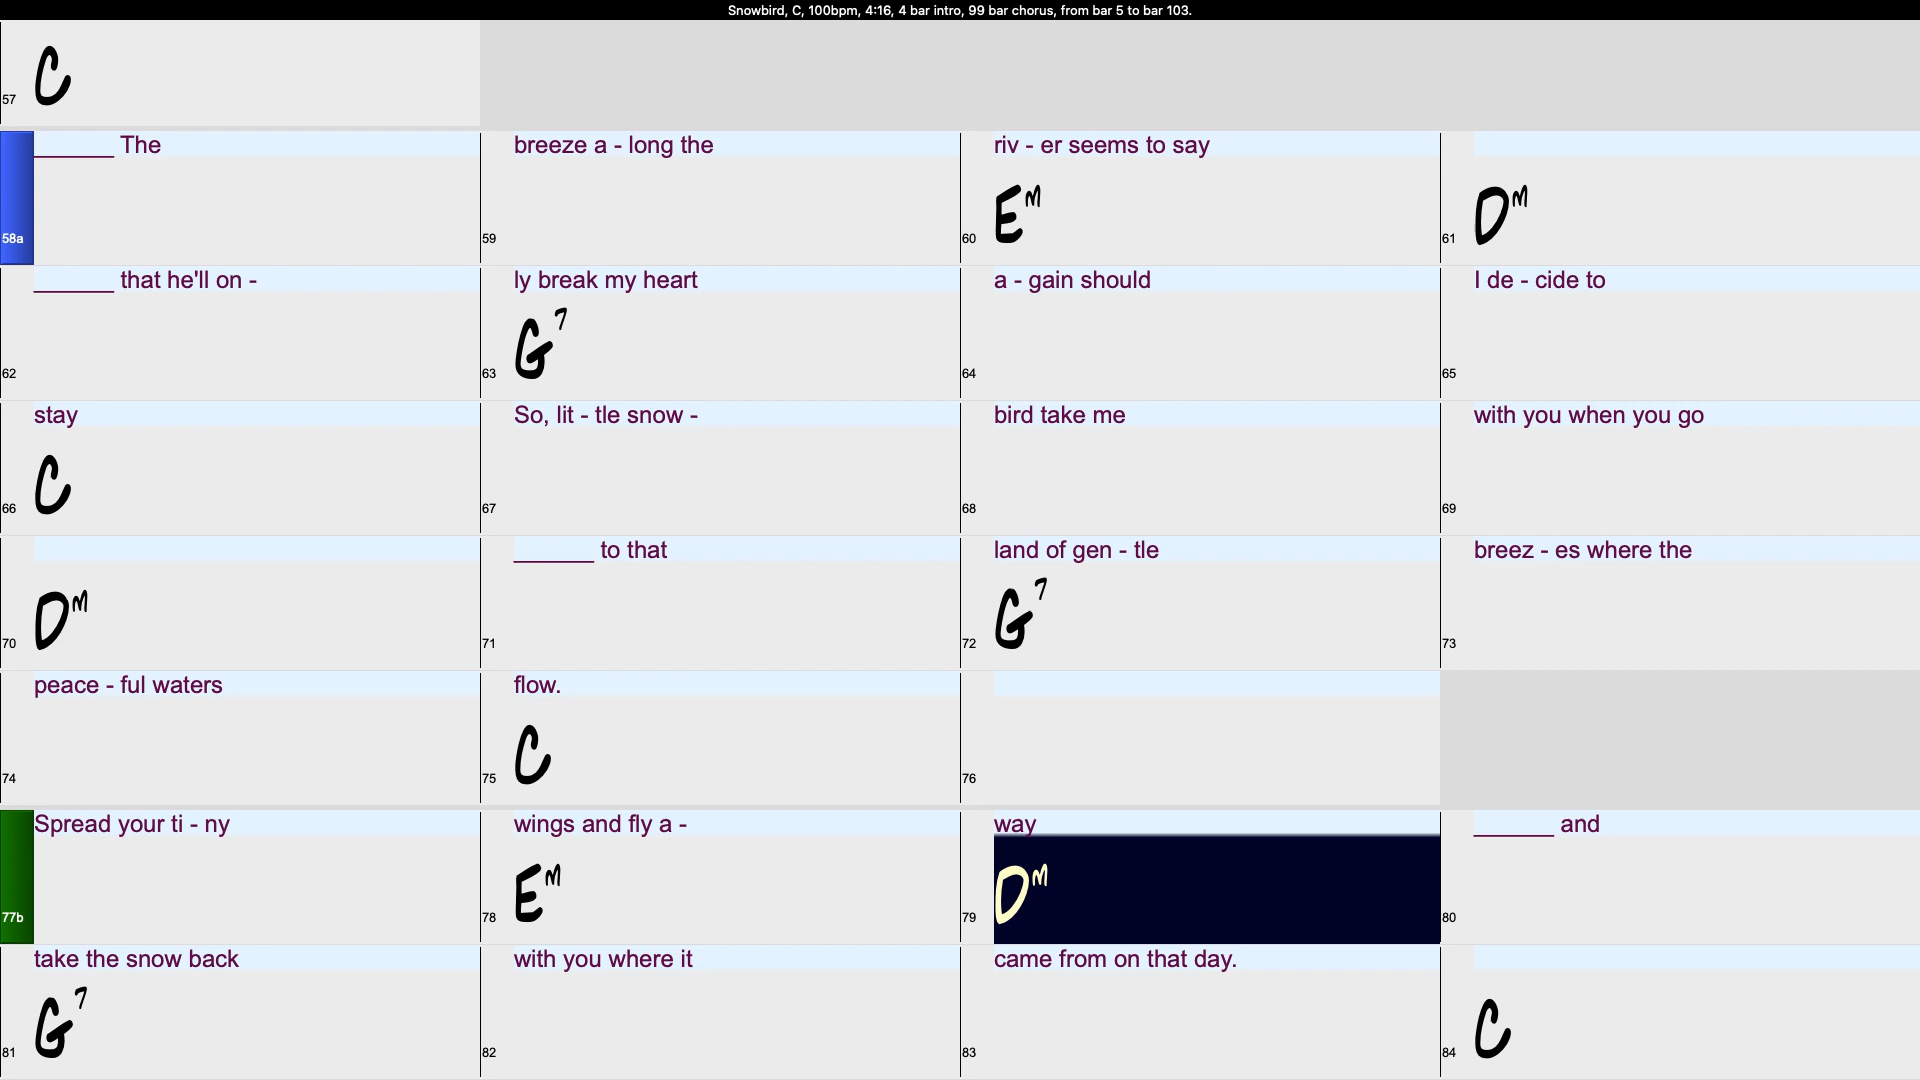 Snowbird, C, 100bpm, 4:16, 4 bar intro, 99 bar chorus, from bar 5 to bar 103.
57 C
______ The breeze a - long the riv - er seems to say
58a 59 60 Em 61 Dm
______ that he'll on - ly break my heart a - gain should I de - cide to
62 63 G7 64 65
stay So, lit - tle snow - bird take me with you when you go
66 C 67 68 69
______ to that land of gen - tle breez - es where the
70 Dm 71 72 G7 73
peace - ful waters flow.
74 75 C 76
Spread your ti - ny wings and fly a - way ______ and
77b 78 Em 79 Dm 80
take the snow back with you where it came from on that day.
81 G7 82 83 84 C